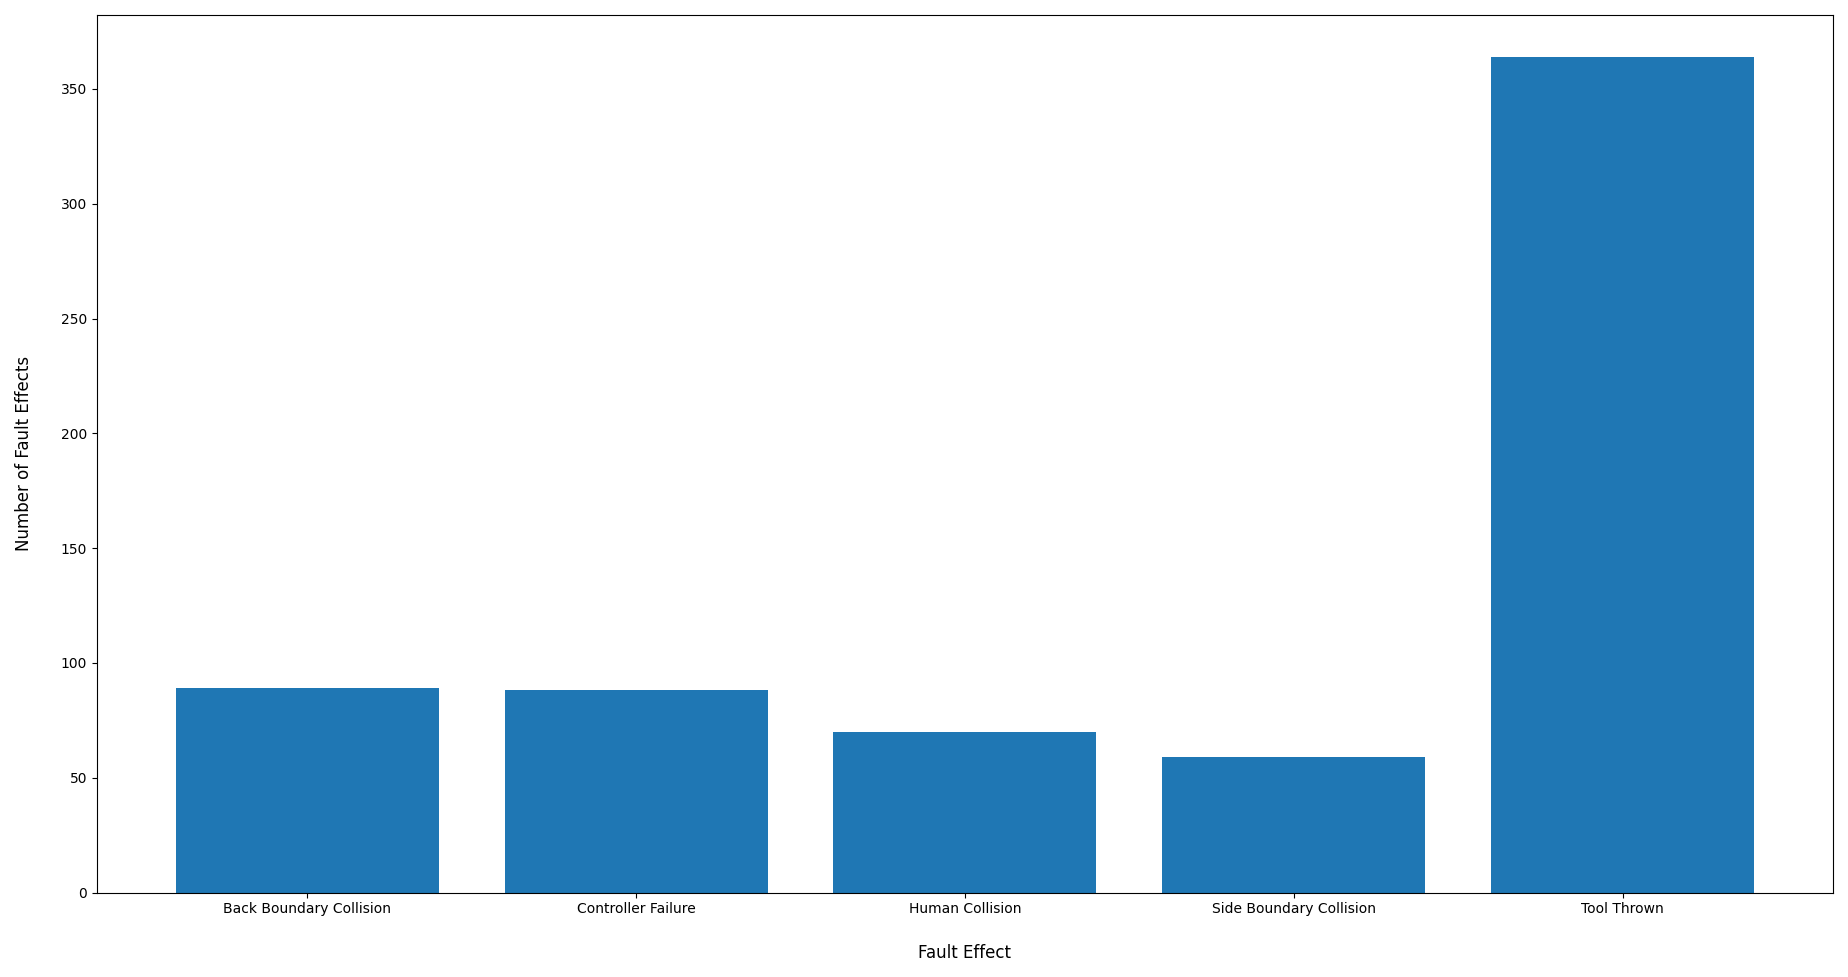 350
300
250
200
150
100
50
0
Number of Fault Effects
Back Boundary Collision
Controller Failure
Human Collision
Side Boundary Collision
Tool Thrown
Fault Effect